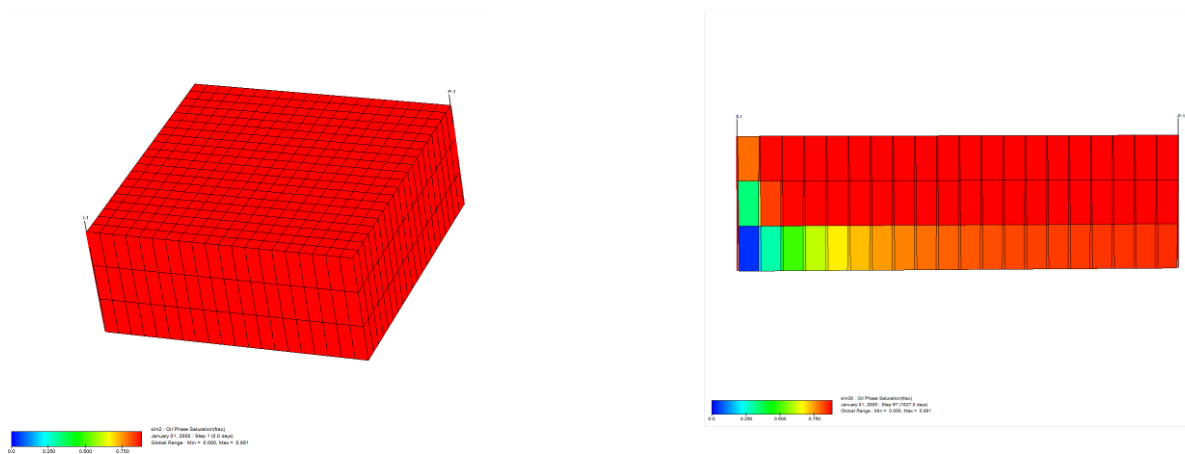 P-1
I-1
sim2 : Oil Phase Saturation(frac)
January 01, 2000 : Step 1 (0.0 days)
Global Range : Min = 0.000, Max = 0.881
0.0 0.250 0.500 0.750
I-1
P-1
: Oil Phase Saturation(frac)
January 01, : Step (1827.0 days)
Global Range : Min = 0.000, Max = 0.881
0.0 0.250 0.500 0.750